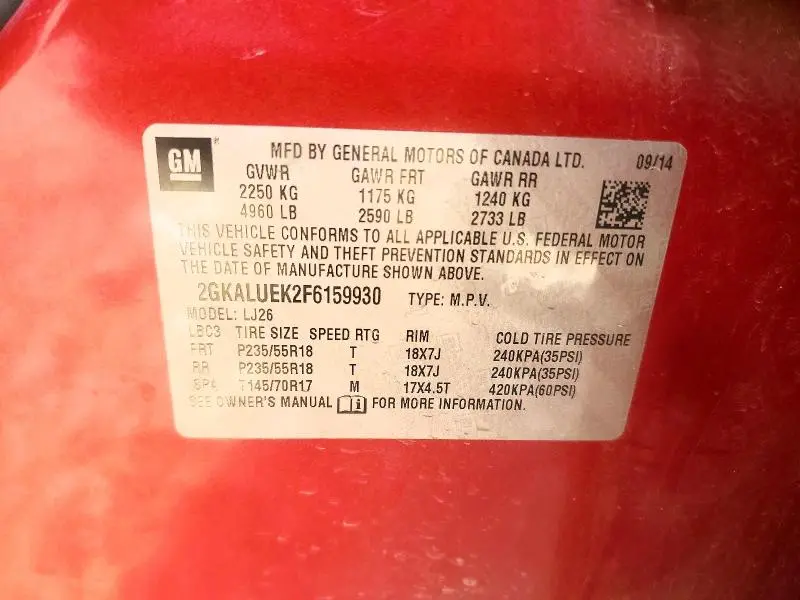 GM
MFD BY GENERAL MOTORS OF CANADA LTD. 09/14
GVWR GAWR FRT GAWR RR
2250 KG 1175 KG 1240 KG
4960 LB 2590 LB 2733 LB
THIS VEHICLE CONFORMS TO ALL APPLICABLE U.S. FEDERAL MOTOR
VEHICLE SAFETY AND THEFT PREVENTION STANDARDS IN EFFECT ON
THE DATE OF MANUFACTURE SHOWN ABOVE.
2GKALUEK2F6159930 TYPE: M.P.V.
MODEL: LJ26
LBC3 TIRE SIZE SPEED RTG RIM COLD TIRE PRESSURE
FRT P235/55R18 T 18X7J 240KPA(35PSI)
RR P235/55R18 T 18X7J 240KPA(35PSI)
SPA T145/70R17 M 17X4.5T 420KPA(60PSI)
SEE OWNER'S MANUAL FOR MORE INFORMATION.